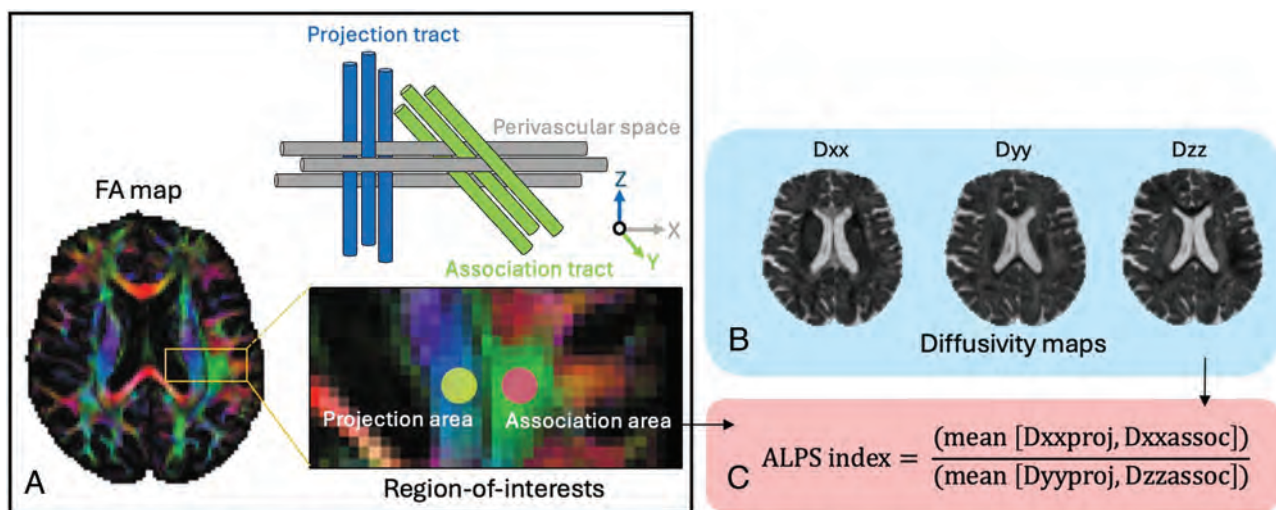 Projection tract
Perivascular space
FA map
Z
X
Y
Association tract
Projection area
Association area
Region-of-interests
A
Dxx
Dyy
Dzz
B
Diffusivity maps
C
ALPS index = (mean [Dxxproj, Dxxassoc])
(mean [Dyyproj, Dzzassoc])